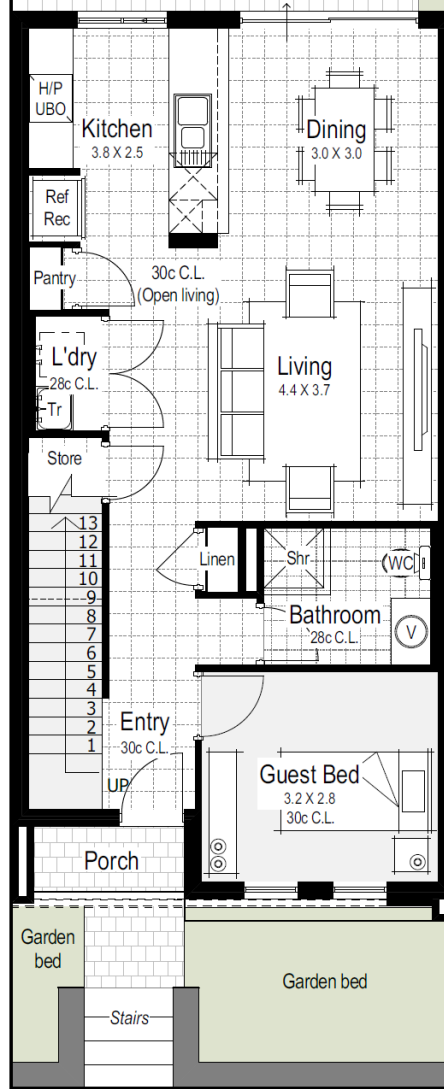 H/P
UBO
Kitchen
3.8 X 2.5
Dining
3.0 X 3.0
Ref
Rec
Pantry
30c C.L.
(Open living)
L'dry
28c C.L.
Tr
Living
4.4 X 3.7
Store
13
12
11
10
9
8
7
6
5
4
3
2
1
UP
Linen
Shr
WC
Bathroom
28c C.L.
V
Entry
30c C.L.
Guest Bed
3.2 X 2.8
30c C.L.
Porch
Garden
bed
Garden bed
Stairs